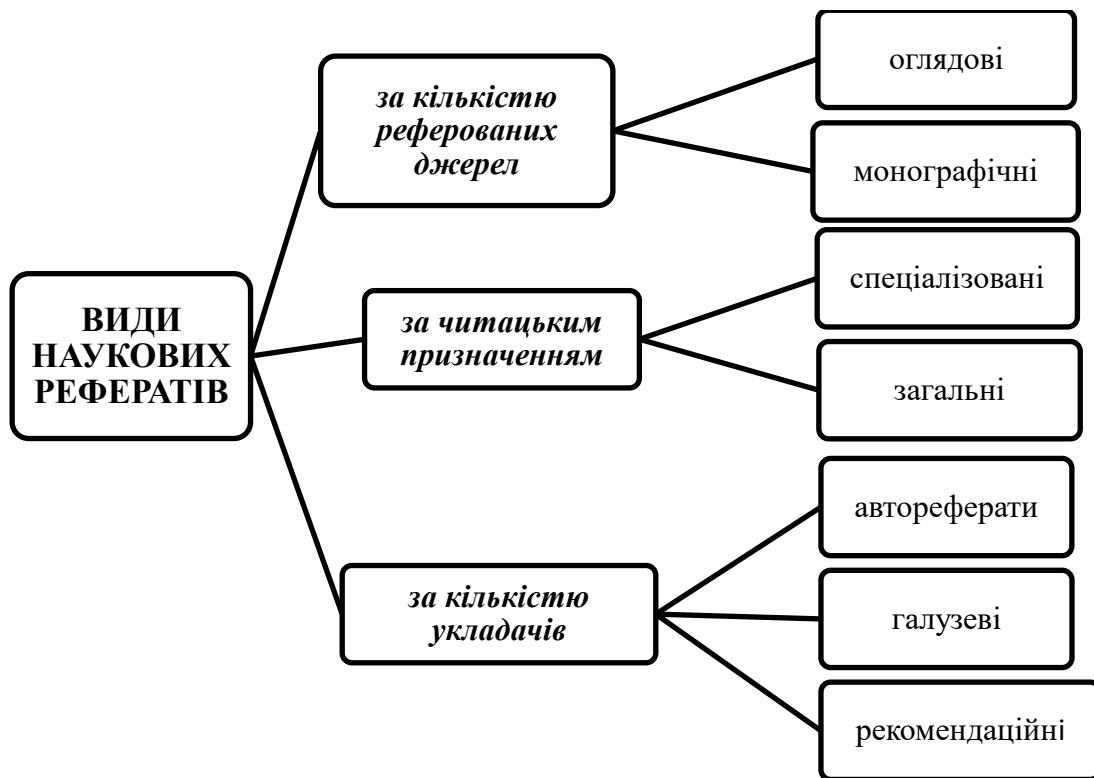 ВИДИ
НАУКОВИХ
РЕФЕРАТІВ
за кількістю
реферованих
джерел
оглядові
монографічні
за читацьким
призначенням
спеціалізовані
загальні
за кількістю
укладачів
автореферати
галузеві
рекомендаційні